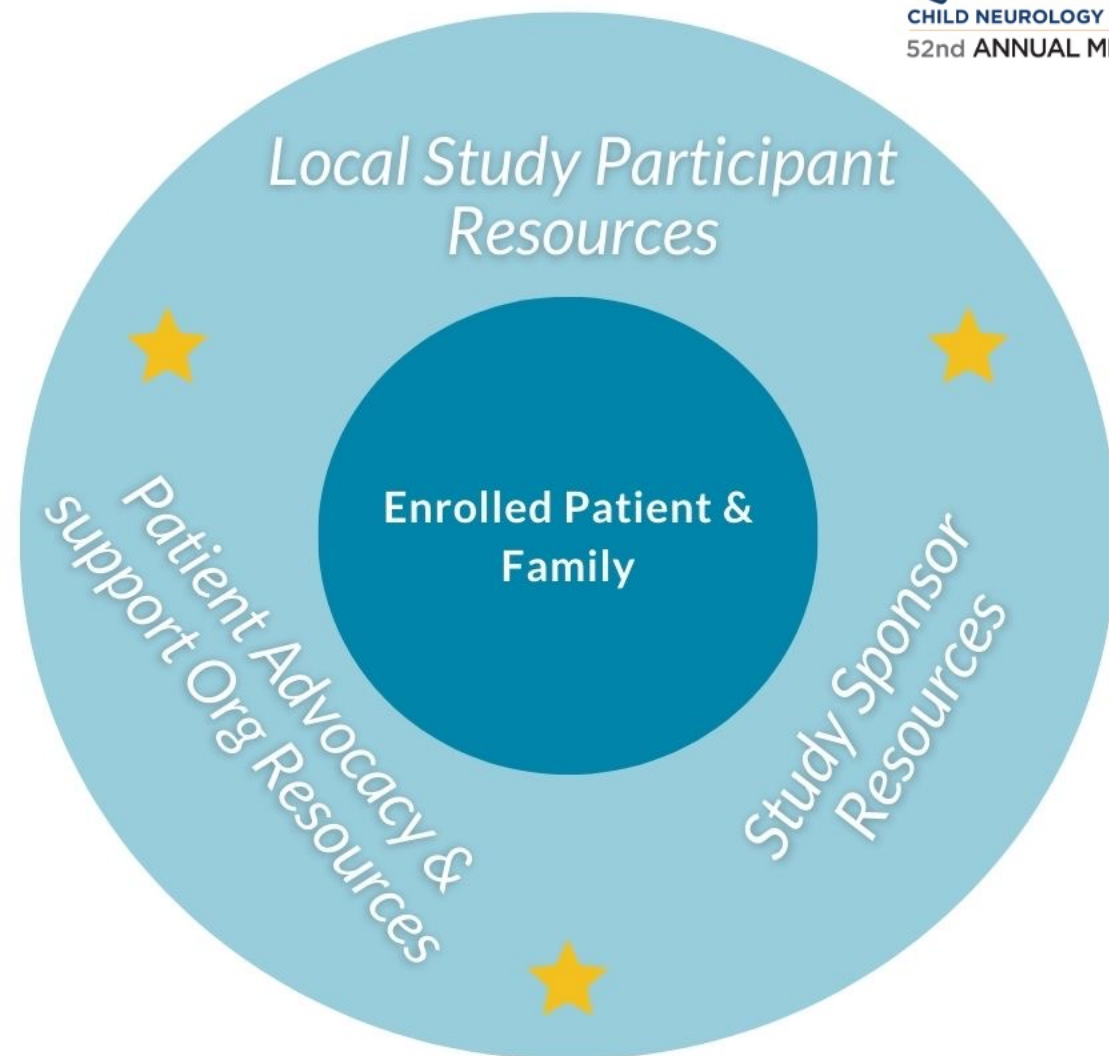 CHILD NEUROLOGY
52nd ANNUAL
Local Study Participant
Resources
Enrolled Patient &
Family
Patient Advocacy &
support Org Resources
Study Sponsor
Resources